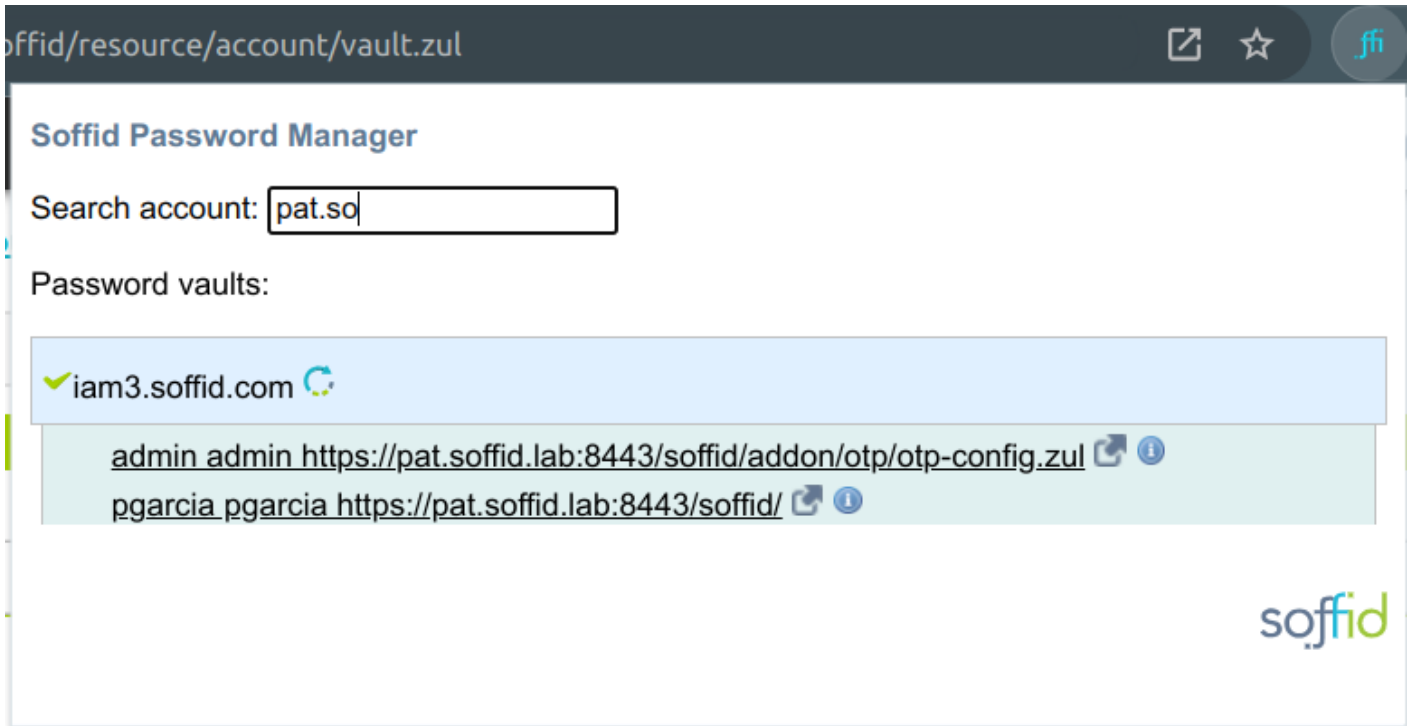 offid/resource/account/vault.zul
ffi
Soffid Password Manager
Search account: pat.so
Password vaults:
iam3.soffid.com
admin admin https://pat.soffid.lab:8443/soffid/addon/otp/otp-config.zul
pgarcia pgarcia https://pat.soffid.lab:8443/soffid/
soffid